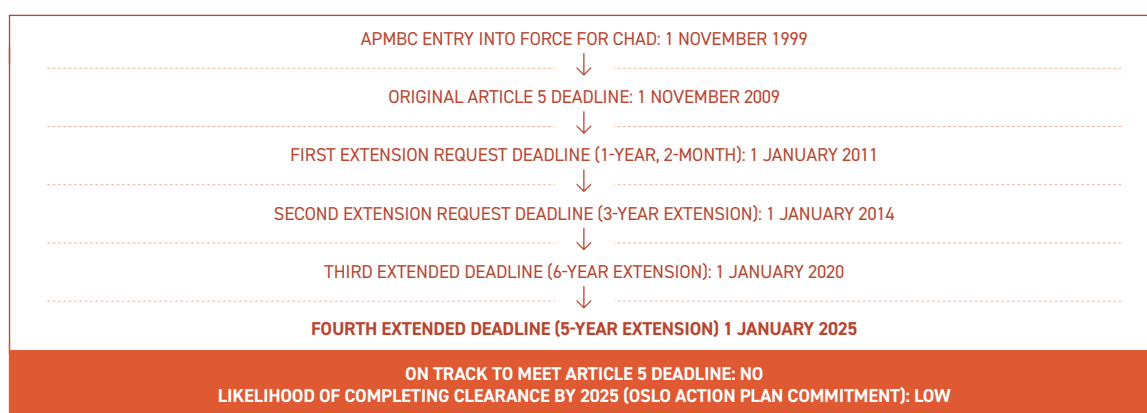 APMBC ENTRY INTO FORCE FOR CHAD: 1 NOVEMBER 1999
ORIGINAL ARTICLE 5 DEADLINE: 1 NOVEMBER 2009
FIRST EXTENSION REQUEST DEADLINE (1-YEAR, 2-MONTH): 1 JANUARY 2011
SECOND EXTENSION REQUEST DEADLINE (3-YEAR EXTENSION): 1 JANUARY 2014
THIRD EXTENDED DEADLINE (6-YEAR EXTENSION): 1 JANUARY 2020
FOURTH EXTENDED DEADLINE (5-YEAR EXTENSION) 1 JANUARY 2025
ON TRACK TO MEET ARTICLE 5 DEADLINE: NO
LIKELIHOOD OF COMPLETING CLEARANCE BY 2025 (OSLO ACTION PLAN COMMITMENT): LOW